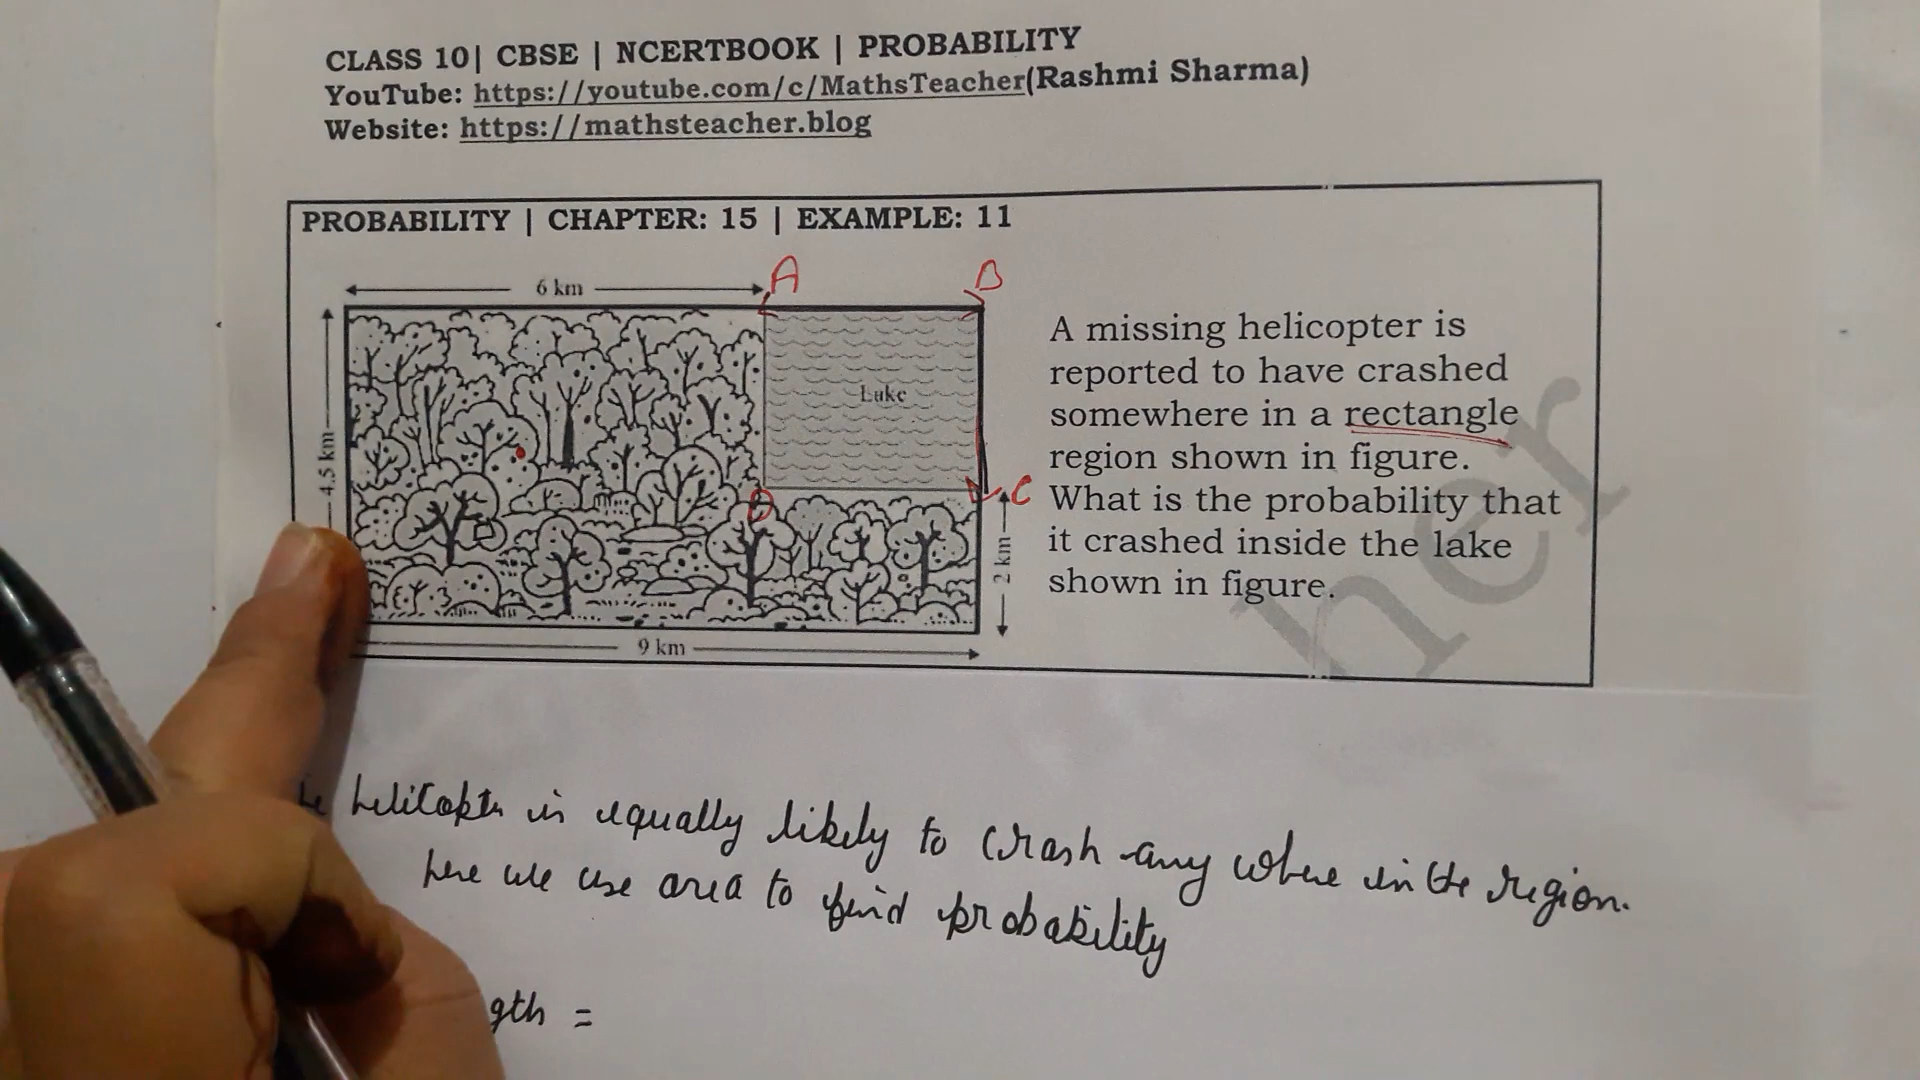 CLASS 10| CBSE | NCERTBOOK | PROBABILITY
YouTube: https://youtube.com/c/MathsTeacher(Rashmi Sharma)
Website: https://mathsteacher.blog
PROBABILITY | CHAPTER: 15 | EXAMPLE: 11
A B
6 km
4.5 km
Lake
D C
2 km
9 km
A missing helicopter is
reported to have crashed
somewhere in a rectangle
region shown in figure.
What is the probability that
it crashed inside the lake
shown in figure.
her
helicopter is equally likely to crash any where in the region.
here we use area to find probability
gth =